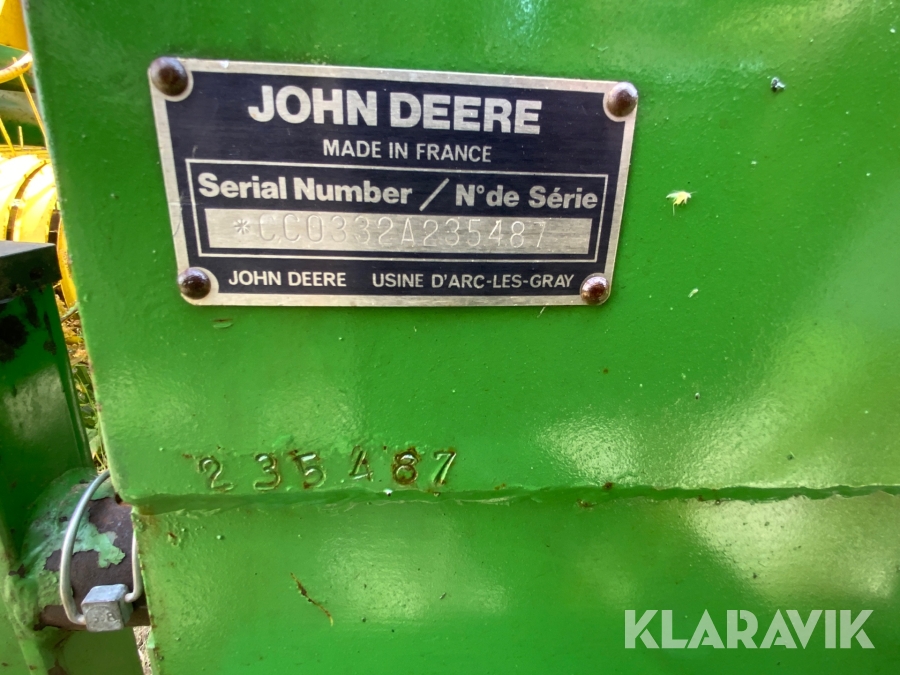 JOHN DEERE
MADE IN FRANCE
Serial Number / N°de Série
*CC0332A235487
JOHN DEERE USINE D'ARC-LES-GRAY
235487
KLARAVIK